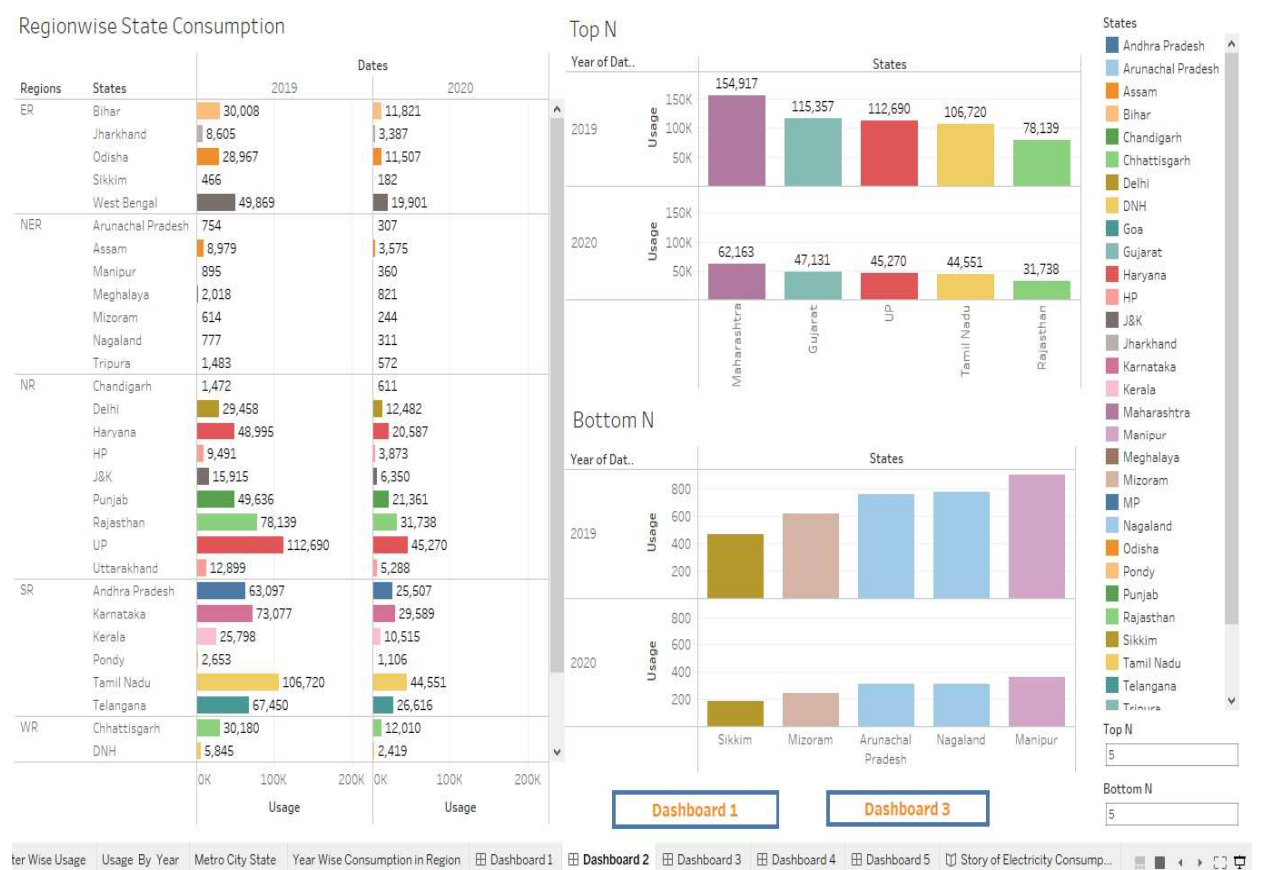 Regionwise State Consumption
Dates
Regions States 2019 2020
ER Bihar 30,008 11,821
Jharkhand 8,605 3,387
Odisha 28,967 11,507
Sikkim 466 182
West Bengal 49,869 19,901
NER Arunachal Pradesh 754 307
Assam 8,979 3,575
Manipur 895 360
Meghalaya 2,018 821
Mizoram 614 244
Nagaland 777 311
Tripura 1,483 572
NR Chandigarh 1,472 611
Delhi 29,458 12,482
Haryana 48,995 20,587
HP 9,491 3,873
J&K 15,915 6,350
Punjab 49,636 21,361
Rajasthan 78,139 31,738
UP 112,690 45,270
Uttarakhand 12,899 5,288
SR Andhra Pradesh 63,097 25,507
Karnataka 73,077 29,589
Kerala 25,798 10,515
Pondy 2,653 1,106
Tamil Nadu 106,720 44,551
Telangana 67,450 26,616
WR Chhattisgarh 30,180 12,010
DNH 5,845 2,419
0K 100K 200K 0K 100K 200K
Usage Usage
Top N
Year of Dat.. States
2019
Usage
150K
100K
50K
154,917 115,357 112,690 106,720 78,139
2020
Usage
150K
100K
50K
62,163 47,131 45,270 44,551 31,738
Maharashtra Gujarat UP Tamil Nadu Rajasthan
Bottom N
Year of Dat.. States
2019
Usage
800
600
400
200
2020
Usage
800
600
400
200
Sikkim Mizoram Arunachal Nagaland Manipur
Pradesh
Dashboard 1 Dashboard 3
States
Andhra Pradesh
Arunachal Pradesh
Assam
Bihar
Chandigarh
Chhattisgarh
Delhi
DNH
Goa
Gujarat
Haryana
HP
J&K
Jharkhand
Karnataka
Kerala
Maharashtra
Manipur
Meghalaya
Mizoram
MP
Nagaland
Odisha
Pondy
Punjab
Rajasthan
Sikkim
Tamil Nadu
Telangana
Tripura
Top N
5
Bottom N
5
ter Wise Usage Usage By Year Metro City State Year Wise Consumption in Region Dashboard 1 Dashboard 2 Dashboard 3 Dashboard 4 Dashboard 5 Story of Electricity Consump...